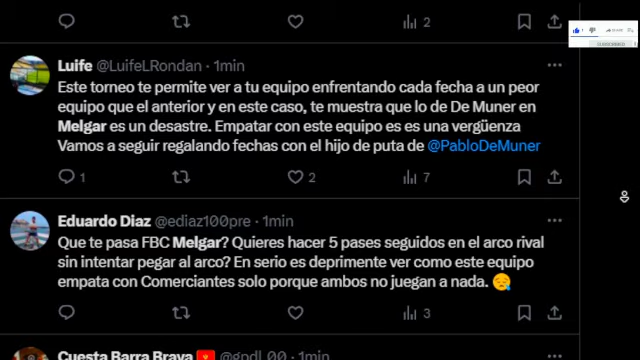 2
Luife @LuifeLRondan · 1min
Este torneo te permite ver a tu equipo enfrentando cada fecha a un peor
equipo que el anterior y en este caso, te muestra que lo de De Muner en
Melgar es un desastre. Empatar con este equipo es es una vergüenza
Vamos a seguir regalando fechas con el hijo de puta de @PabloDeMuner
1 2 7
Eduardo Diaz @ediaz100pre · 1min
Que te pasa FBC Melgar? Quieres hacer 5 pases seguidos en el arco rival
sin intentar pegar al arco? En serio es deprimente ver como este equipo
empata con Comerciantes solo porque ambos no juegan a nada. 😪
3
Cuesta Barra Brava @gpdl_00 · 1min